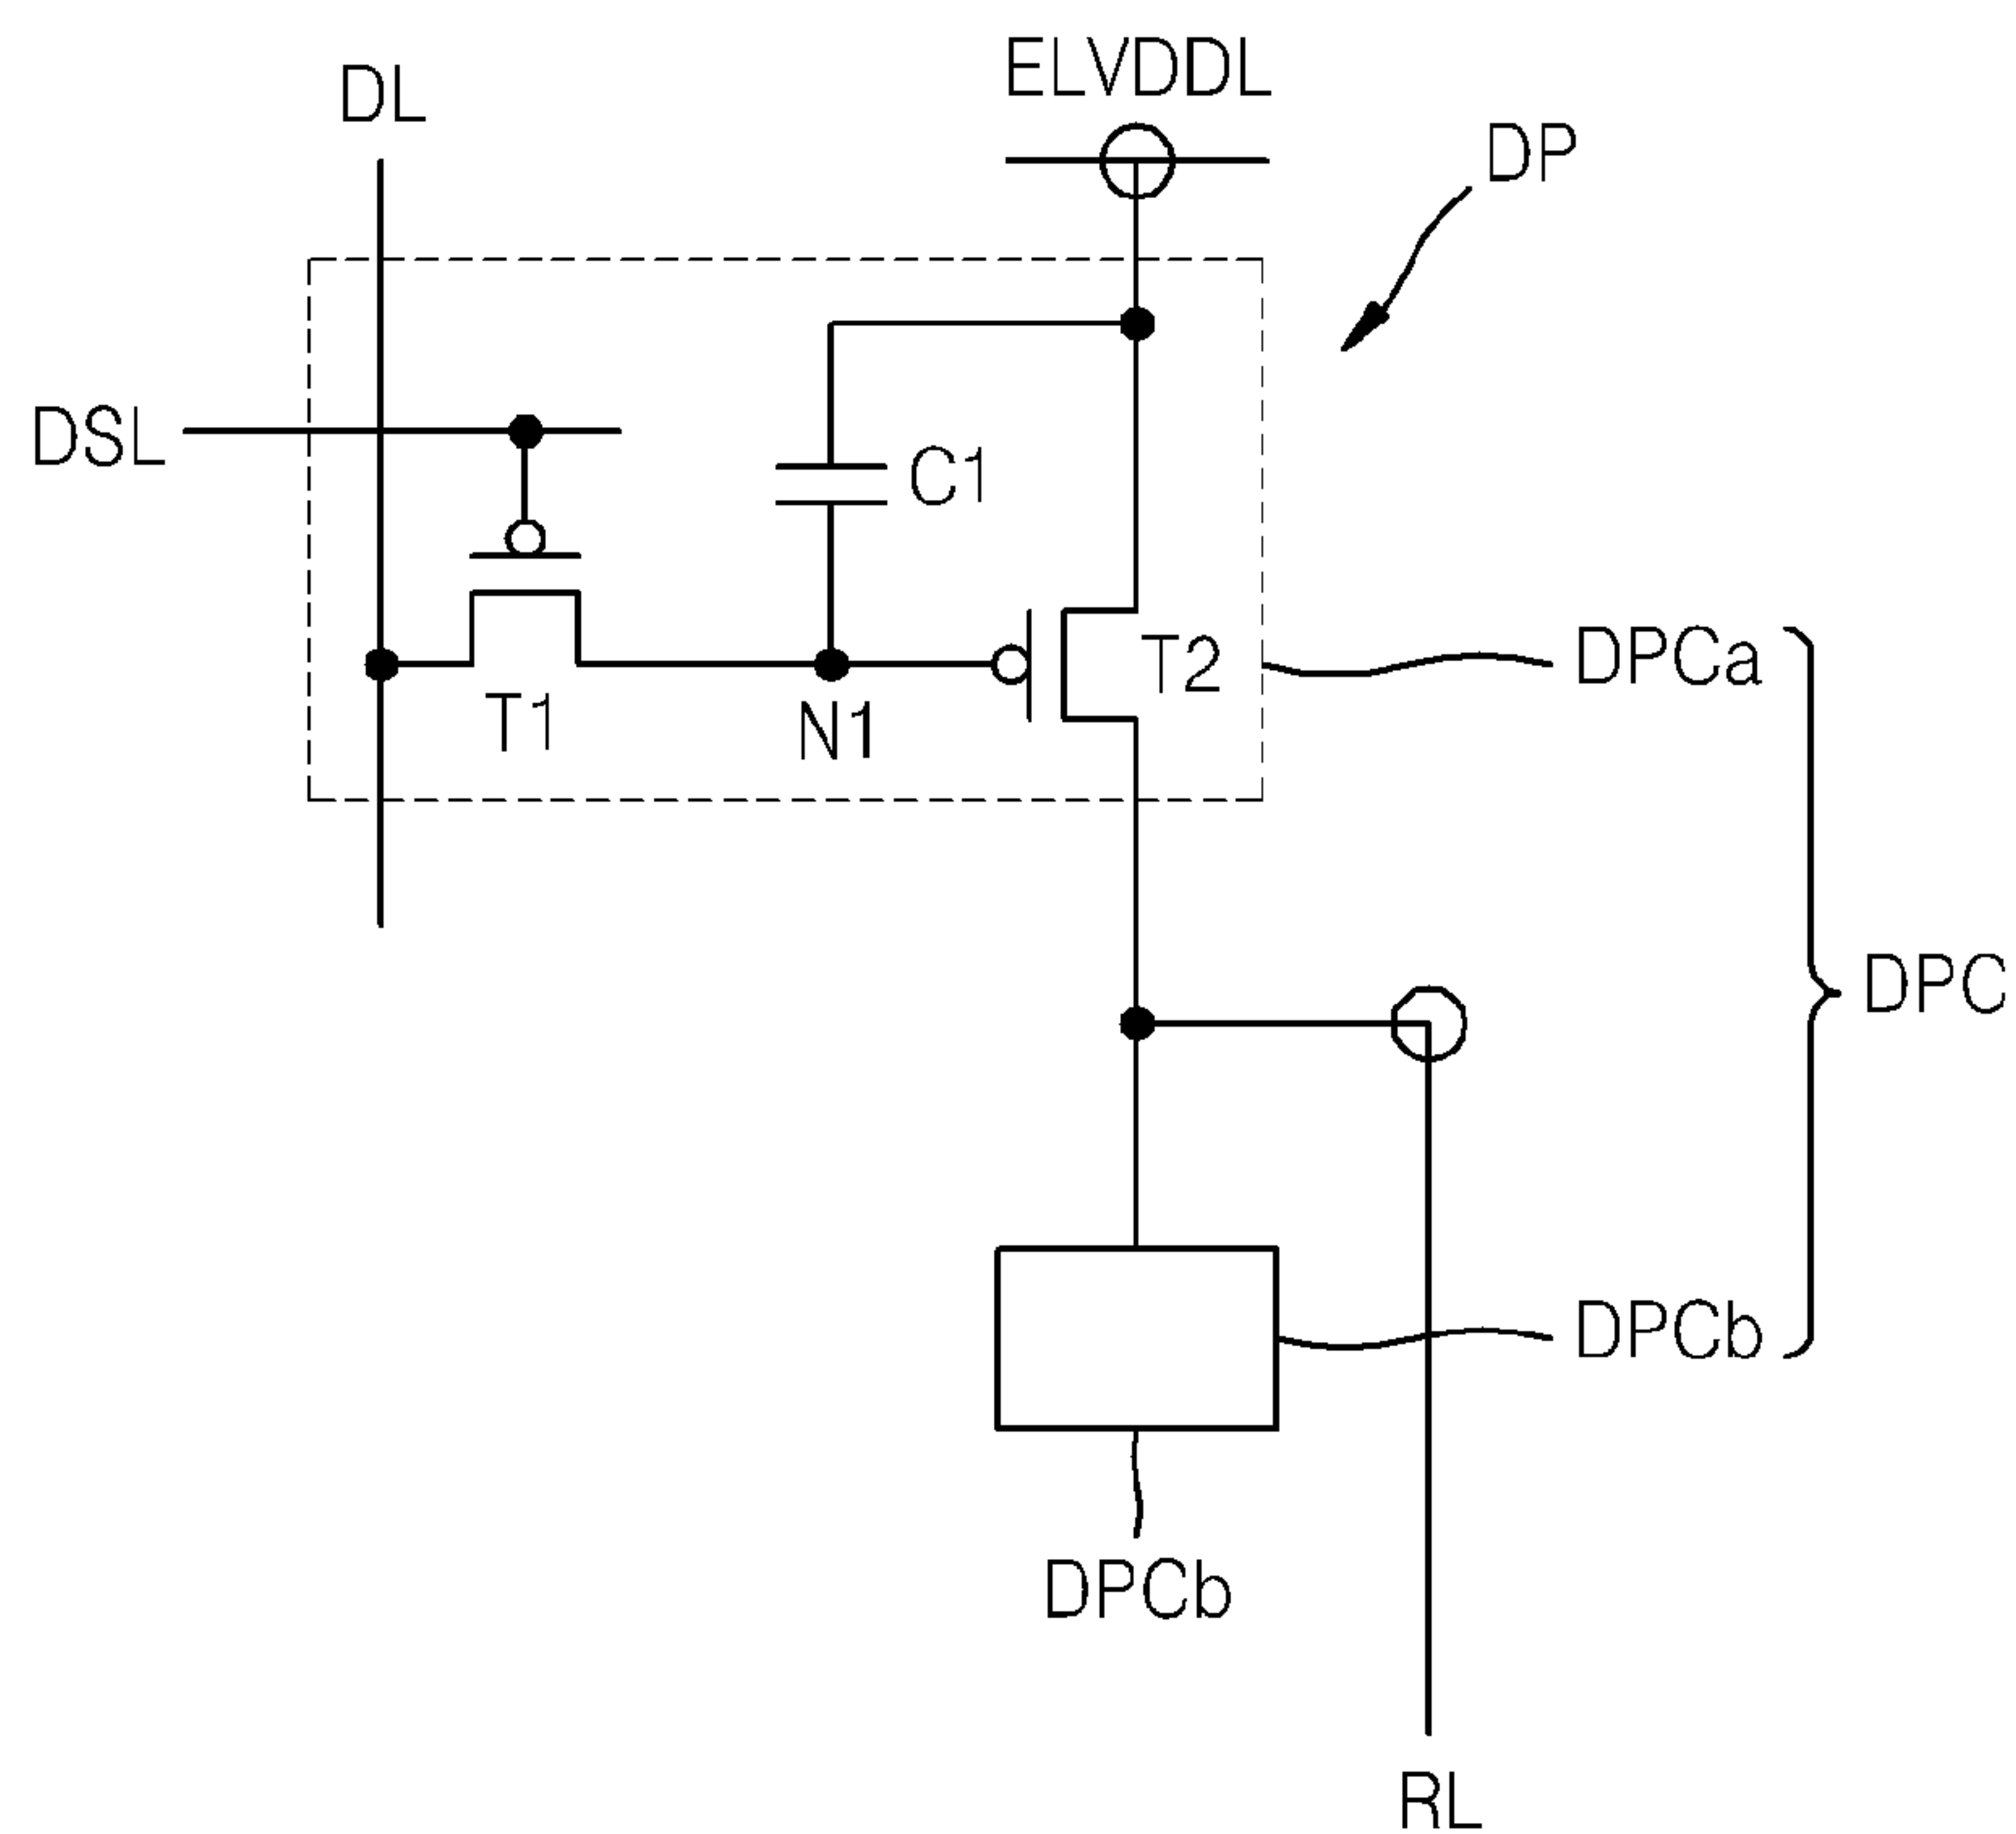 ELVDDL
DL
DP
DSL
C1
T2
DPCa
T1
N1
DPC
DPCb
DPCb
RL